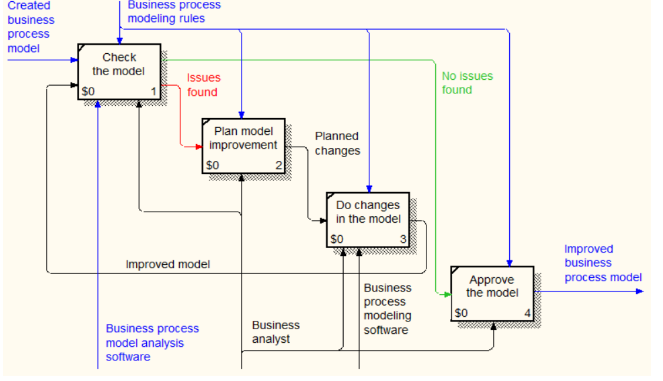 Created
business
process
model
Business process
modeling rules
Check
the model
$0
1
Issues
found
No issues
found
Plan model
improvement
$0
2
Planned
changes
Do changes
in the model
$0
3
Improved model
Approve
the model
$0
4
Improved
business
process model
Business process
model analysis
software
Business
analyst
Business
process
modeling
software